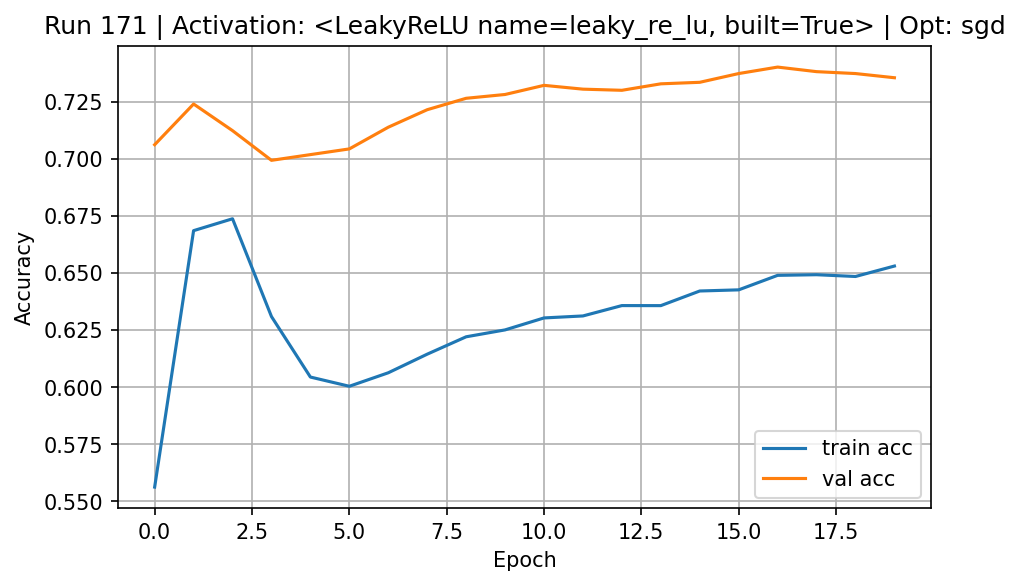 Run 171 | Activation: <LeakyReLU name=leaky_re_lu, built=True> | Opt: sgd
Accuracy
0.725
0.700
0.675
0.650
0.625
0.600
0.575
0.550
train acc
val acc
0.0 2.5 5.0 7.5 10.0 12.5 15.0 17.5
Epoch